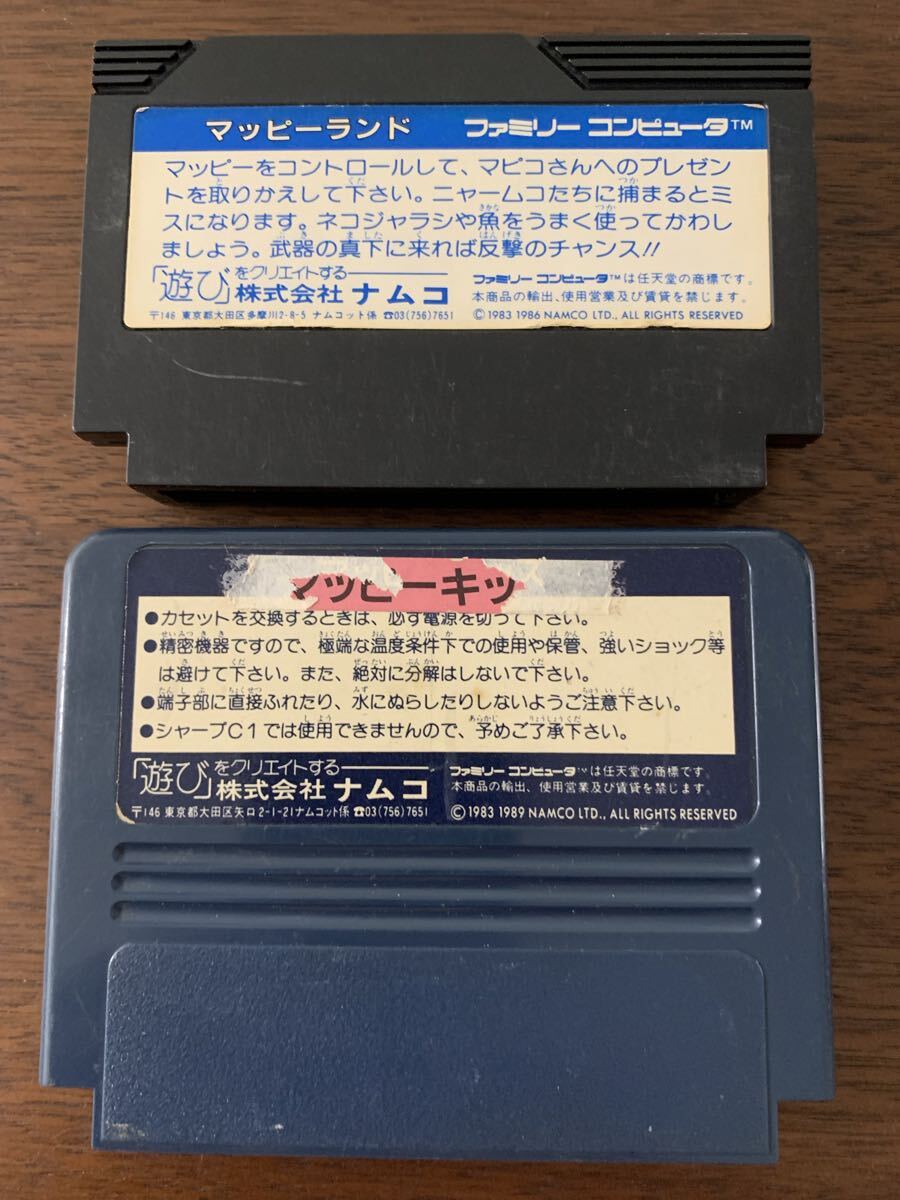 マッピーランド ファミリー コンピュータ™
マッピーをコントロールして、マピコさんへのプレゼン
トを取りかえして下さい。ニャームコたちに捕まるとミ
スになります。ネコジャラシや魚をうまく使ってかわし
ましょう。武器の真下に来れば反撃のチャンス!!
「遊び」をクリエイトする
株式会社 ナムコ
〒146 東京都大田区多摩川2-8-5 ナムコット係 ☎03(756)7651
ファミリー コンピュータ™は任天堂の商標です。
本商品の輸出、使用営業及び賃貸を禁じます。
©1983 1986 NAMCO LTD., ALL RIGHTS RESERVED
マッピーキッ
●カセットを交換するときは、必ず電源を切って下さい。
●精密機器ですので、極端な温度条件下での使用や保管、強いショック等
は避けて下さい。また、絶対に分解はしないで下さい。
●端子部に直接ふれたり、水にぬらしたりしないようご注意下さい。
●シャープC1では使用できませんので、予めご了承下さい。
「遊び」をクリエイトする
株式会社 ナムコ
〒146 東京都大田区矢口2-1-21ナムコット係 ☎03(756)7651
ファミリー コンピュータ™は任天堂の商標です。
本商品の輸出、使用営業及び賃貸を禁じます。
©1983 1989 NAMCO LTD., ALL RIGHTS RESERVED